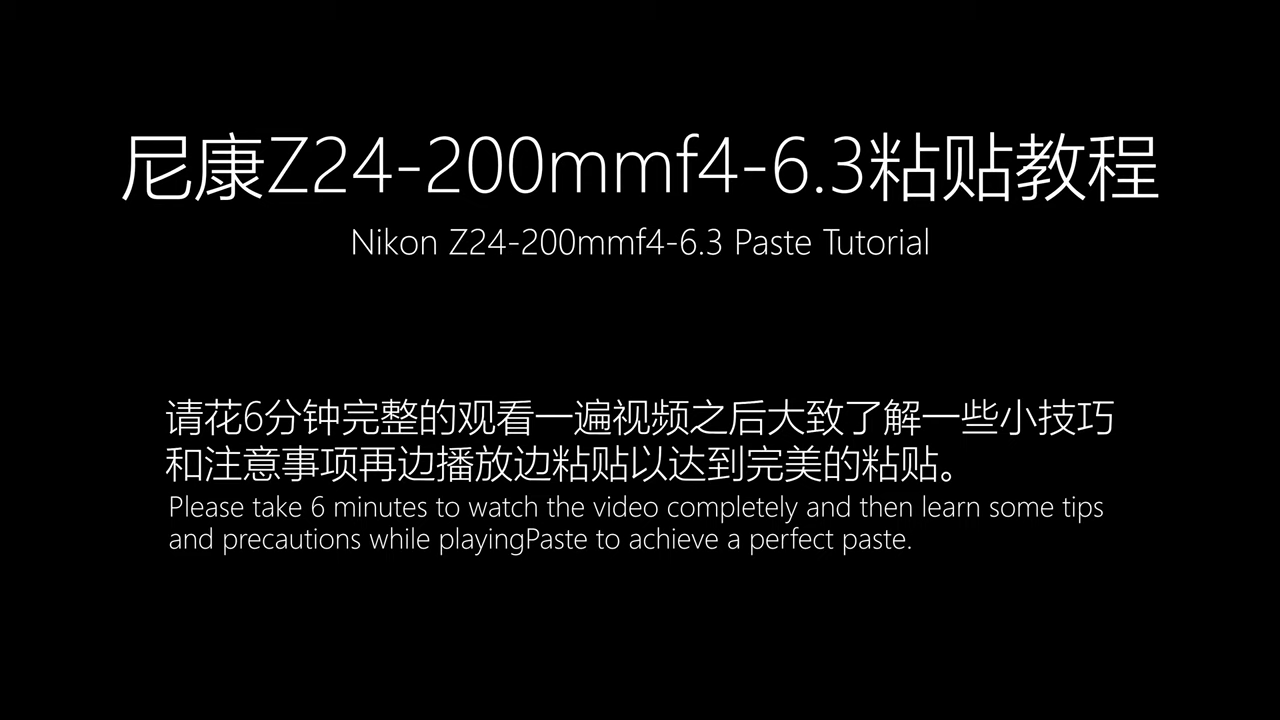 尼康Z24-200mmf4-6.3粘贴教程
Nikon Z24-200mmf4-6.3 Paste Tutorial
请花6分钟完整的观看一遍视频之后大致了解一些小技巧
和注意事项再边播放边粘贴以达到完美的粘贴。
Please take 6 minutes to watch the video completely and then learn some tips
and precautions while playingPaste to achieve a perfect paste.